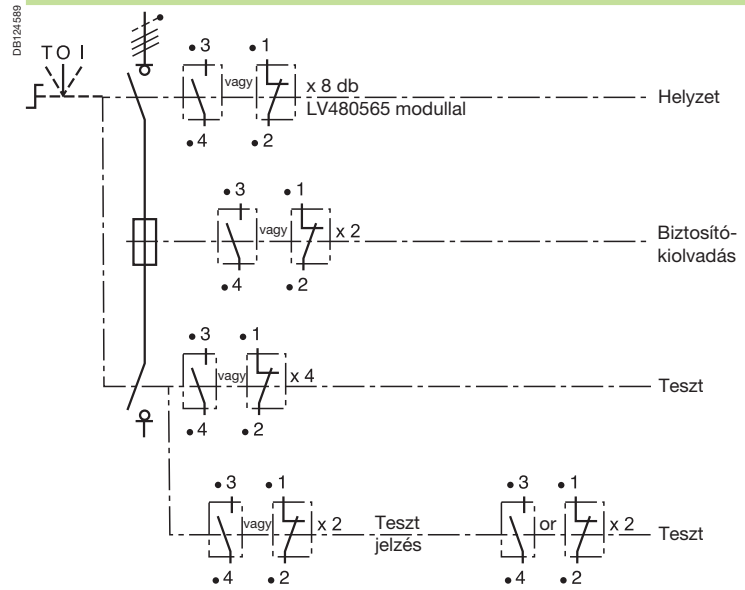 DB124589
T O I
• 3
vagy
• 1
x 8 db
LV480565 modullal
Helyzet
• 4
• 2
• 3
vagy
• 1
x 2
Biztosító-
kiolvadás
• 4
• 2
• 3
vagy
• 1
x 4
Teszt
• 4
• 2
• 3
vagy
• 1
x 2
Teszt
jelzés
• 3
or
• 1
x 2
Teszt
• 4
• 2
• 4
• 2